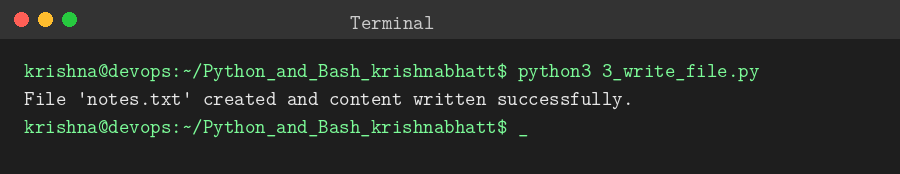 Terminal
krishna@devops:~/Python_and_Bash_krishnabhatt$ python3 3_write_file.py
File 'notes.txt' created and content written successfully.
krishna@devops:~/Python_and_Bash_krishnabhatt$ _